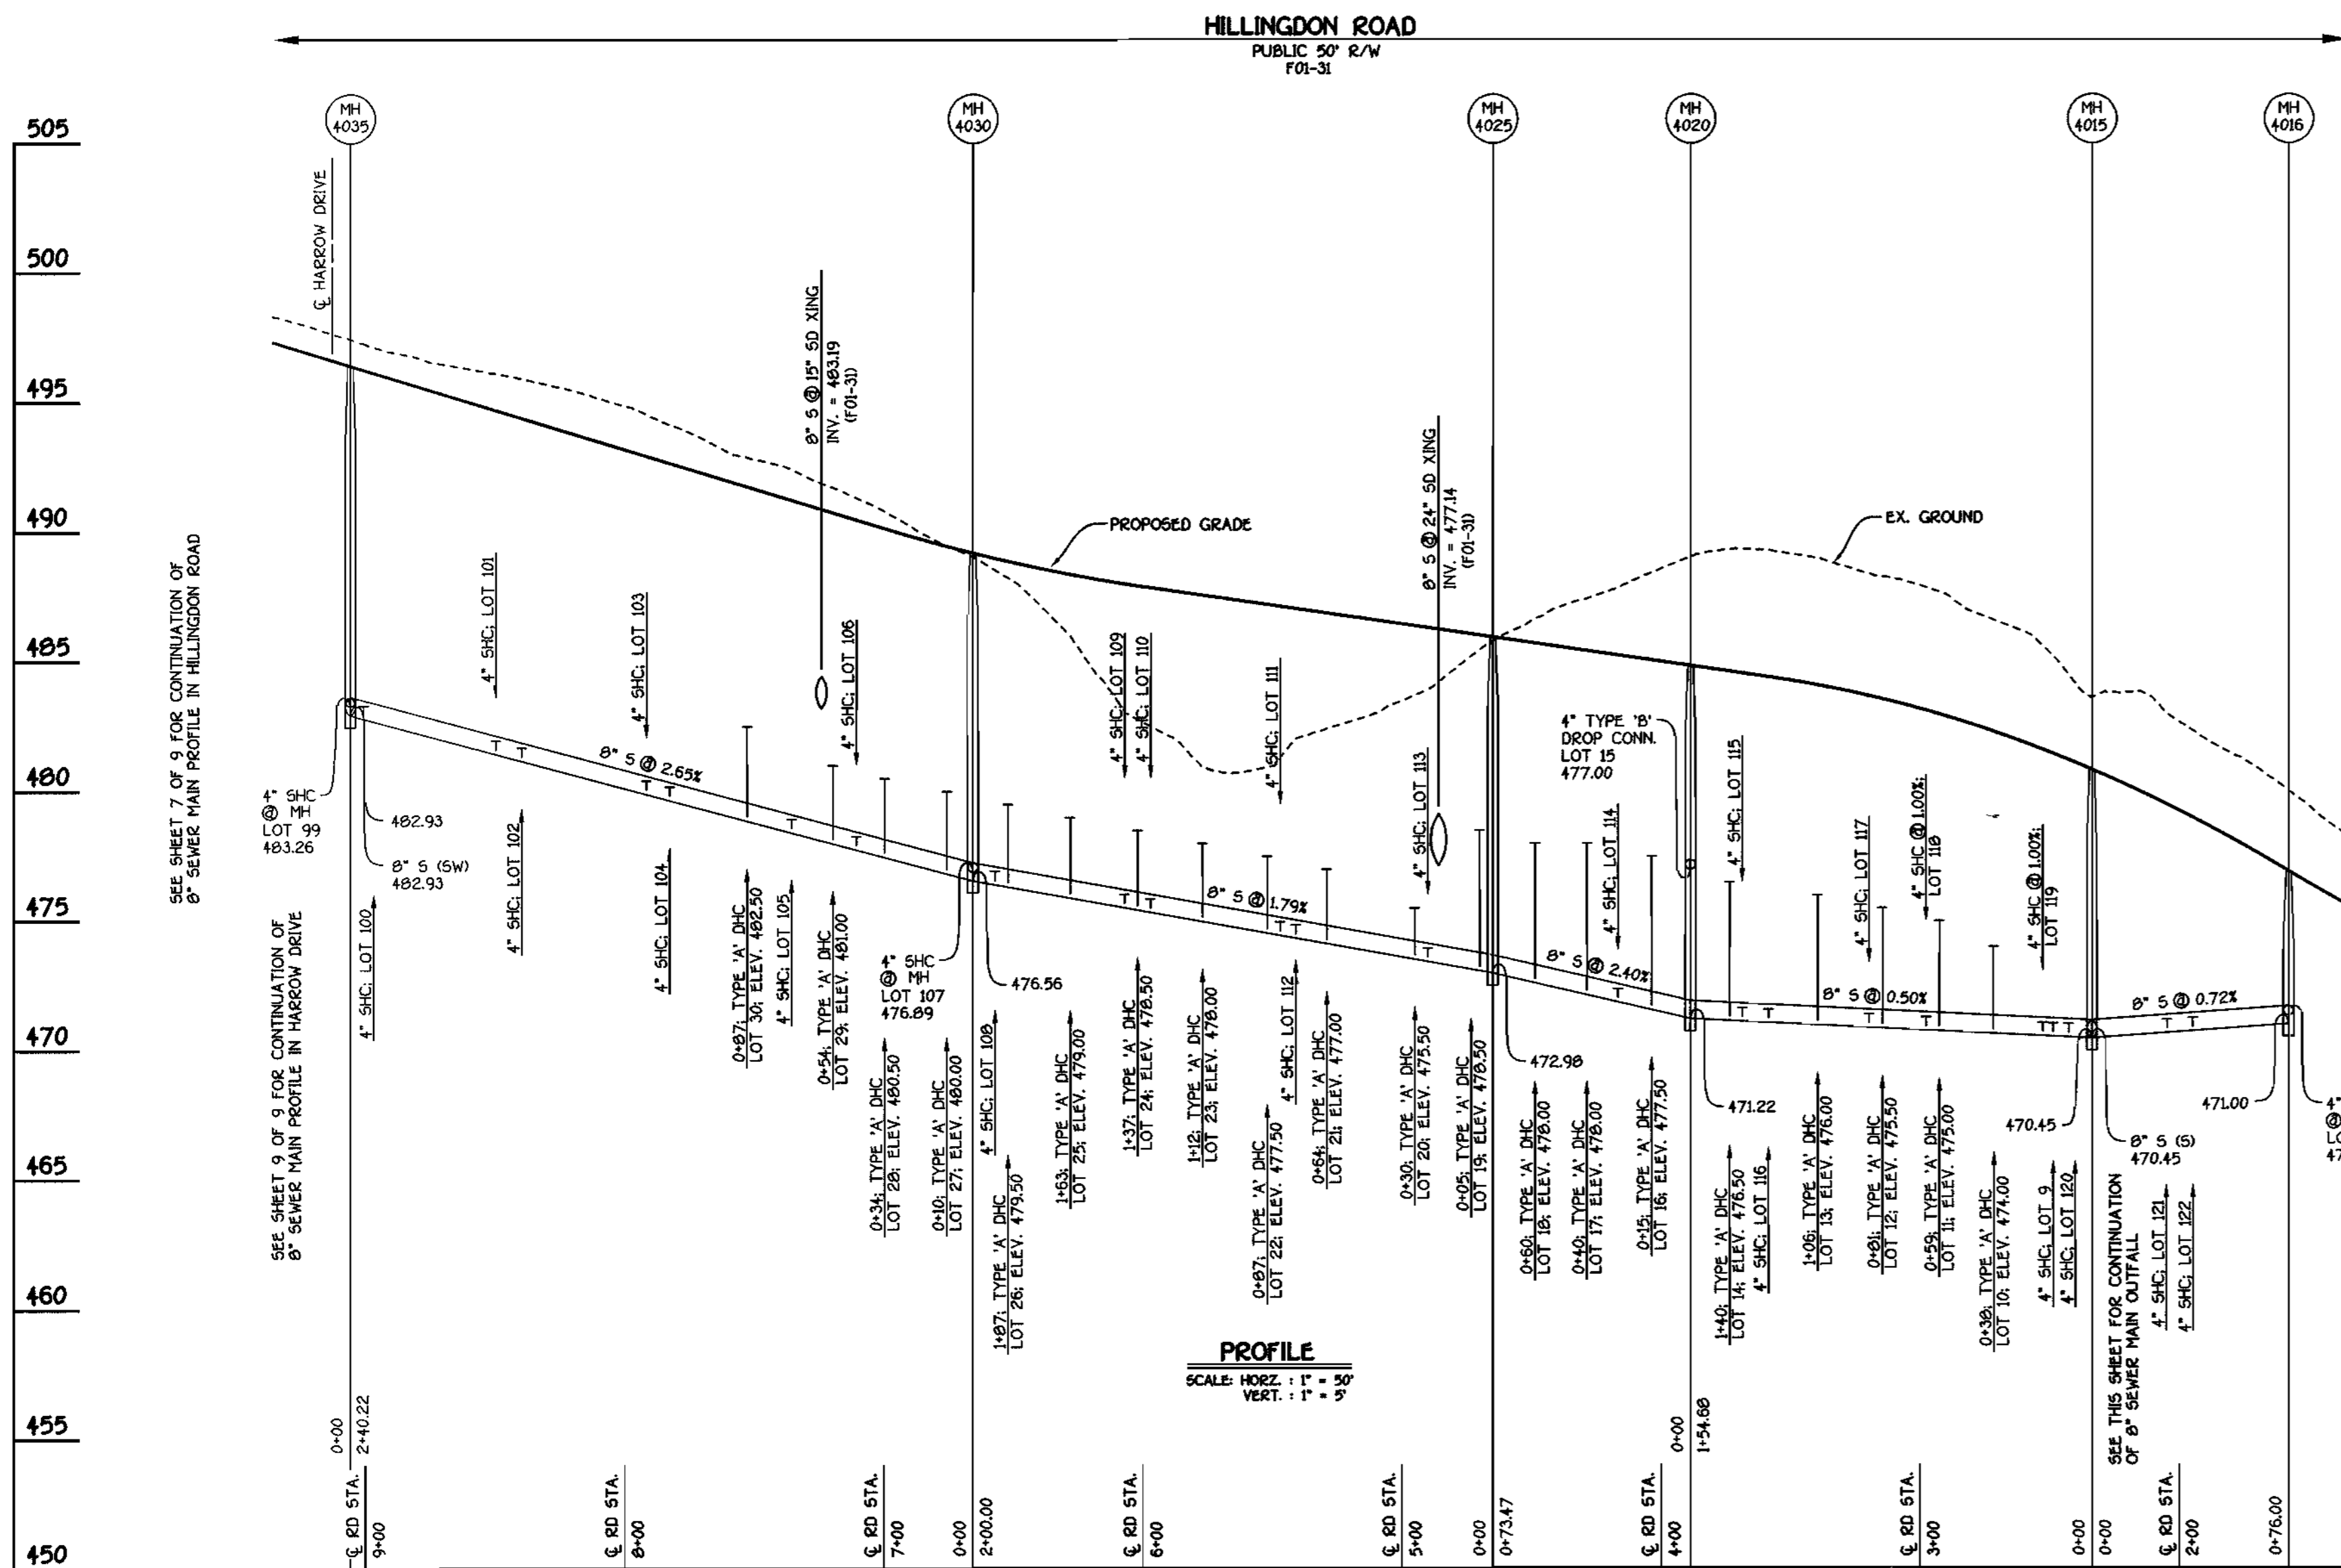 HILLINGDON ROAD
PUBLIC 50' R/W
F01-31
MH
4035
MH
4030
MH
4025
MH
4020
MH
4015
MH
4016
505
500
495
490
485
480
475
470
465
460
455
450
℄ HARROW DRIVE
8" S @ 15" SD XING
INV. = 483.19
(F01-31)
8" S @ 24" SD XING
INV. = 477.14
(F01-31)
PROPOSED GRADE
EX. GROUND
SEE SHEET 7 OF 9 FOR CONTINUATION OF
8" SEWER MAIN PROFILE IN HILLINGDON ROAD
SEE SHEET 9 OF 9 FOR CONTINUATION OF
8" SEWER MAIN PROFILE IN HARROW DRIVE
4" SHC
@ MH
LOT 99
483.26
482.93
8" S (SW)
482.93
4" SHC; LOT 100
4" SHC; LOT 101
4" SHC; LOT 102
4" SHC; LOT 103
8" S @ 2.65%
4" SHC; LOT 104
0+87; TYPE 'A' DHC
LOT 30; ELEV. 482.50
4" SHC; LOT 105
0+54; TYPE 'A' DHC
LOT 29; ELEV. 481.00
4" SHC; LOT 106
4" SHC
@ MH
LOT 107
476.89
0+34; TYPE 'A' DHC
LOT 28; ELEV. 480.50
0+10; TYPE 'A' DHC
LOT 27; ELEV. 480.00
476.56
4" SHC; LOT 108
1+87; TYPE 'A' DHC
LOT 26; ELEV. 479.50
1+63; TYPE 'A' DHC
LOT 25; ELEV. 479.00
4" SHC; LOT 109
4" SHC; LOT 110
1+37; TYPE 'A' DHC
LOT 24; ELEV. 478.50
1+12; TYPE 'A' DHC
LOT 23; ELEV. 478.00
8" S @ 1.79%
4" SHC; LOT 111
0+87; TYPE 'A' DHC
LOT 22; ELEV. 477.50
4" SHC; LOT 112
0+64; TYPE 'A' DHC
LOT 21; ELEV. 477.00
0+30; TYPE 'A' DHC
LOT 20; ELEV. 475.50
4" SHC; LOT 113
0+05; TYPE 'A' DHC
LOT 19; ELEV. 478.50
472.98
0+60; TYPE 'A' DHC
LOT 18; ELEV. 478.00
8" S @ 2.40%
0+40; TYPE 'A' DHC
LOT 17; ELEV. 478.00
4" SHC; LOT 114
0+15; TYPE 'A' DHC
LOT 16; ELEV. 477.50
4" TYPE 'B'
DROP CONN.
LOT 15
477.00
471.22
4" SHC; LOT 115
1+40; TYPE 'A' DHC
LOT 14; ELEV. 476.50
4" SHC; LOT 116
1+06; TYPE 'A' DHC
LOT 13; ELEV. 476.00
8" S @ 0.50%
4" SHC; LOT 117
0+81; TYPE 'A' DHC
LOT 12; ELEV. 475.50
4" SHC @ 1.00%;
LOT 118
0+59; TYPE 'A' DHC
LOT 11; ELEV. 475.00
0+38; TYPE 'A' DHC
LOT 10; ELEV. 474.00
4" SHC @ 1.00%;
LOT 119
470.45
4" SHC; LOT 9
4" SHC; LOT 120
8" S (S)
470.45
SEE THIS SHEET FOR CONTINUATION
OF 8" SEWER MAIN OUTFALL
8" S @ 0.72%
4" SHC; LOT 121
4" SHC; LOT 122
471.00
4"
@
LO
47
PROFILE
SCALE: HORZ. : 1" = 50'
VERT. : 1" = 5'
0+00
2+40.22
℄ RD STA.
9+00
℄ RD STA.
8+00
℄ RD STA.
7+00
0+00
2+00.00
℄ RD STA.
6+00
℄ RD STA.
5+00
0+00
0+73.47
℄ RD STA.
4+00
0+00
1+54.68
℄ RD STA.
3+00
0+00
0+00
℄ RD STA.
2+00
0+76.00